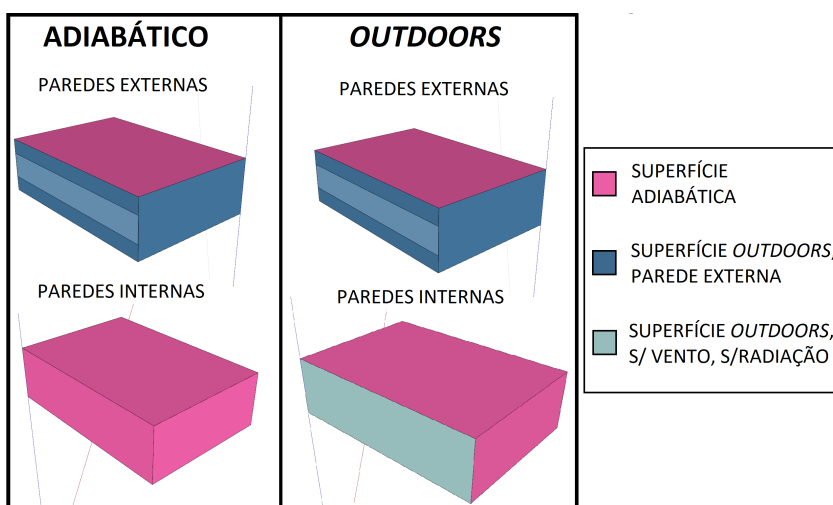 ADIABÁTICO
OUTDOORS
PAREDES EXTERNAS
PAREDES EXTERNAS
PAREDES INTERNAS
PAREDES INTERNAS
SUPERFÍCIE
ADIABÁTICA
SUPERFÍCIE OUTDOORS,
PAREDE EXTERNA
SUPERFÍCIE OUTDOORS,
S/ VENTO, S/RADIAÇÃO